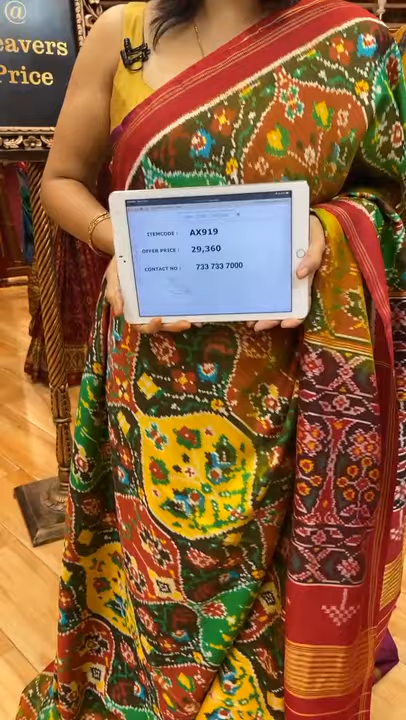 @
eavers
Price
ITEMCODE : AX919
OFFER PRICE : 29,360
CONTACT NO : 733 733 7000